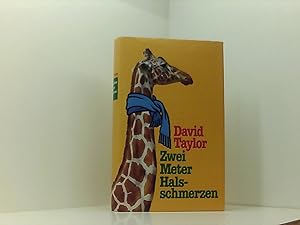 David
Taylor
Zwei
Meter
Hals-
schmerzen